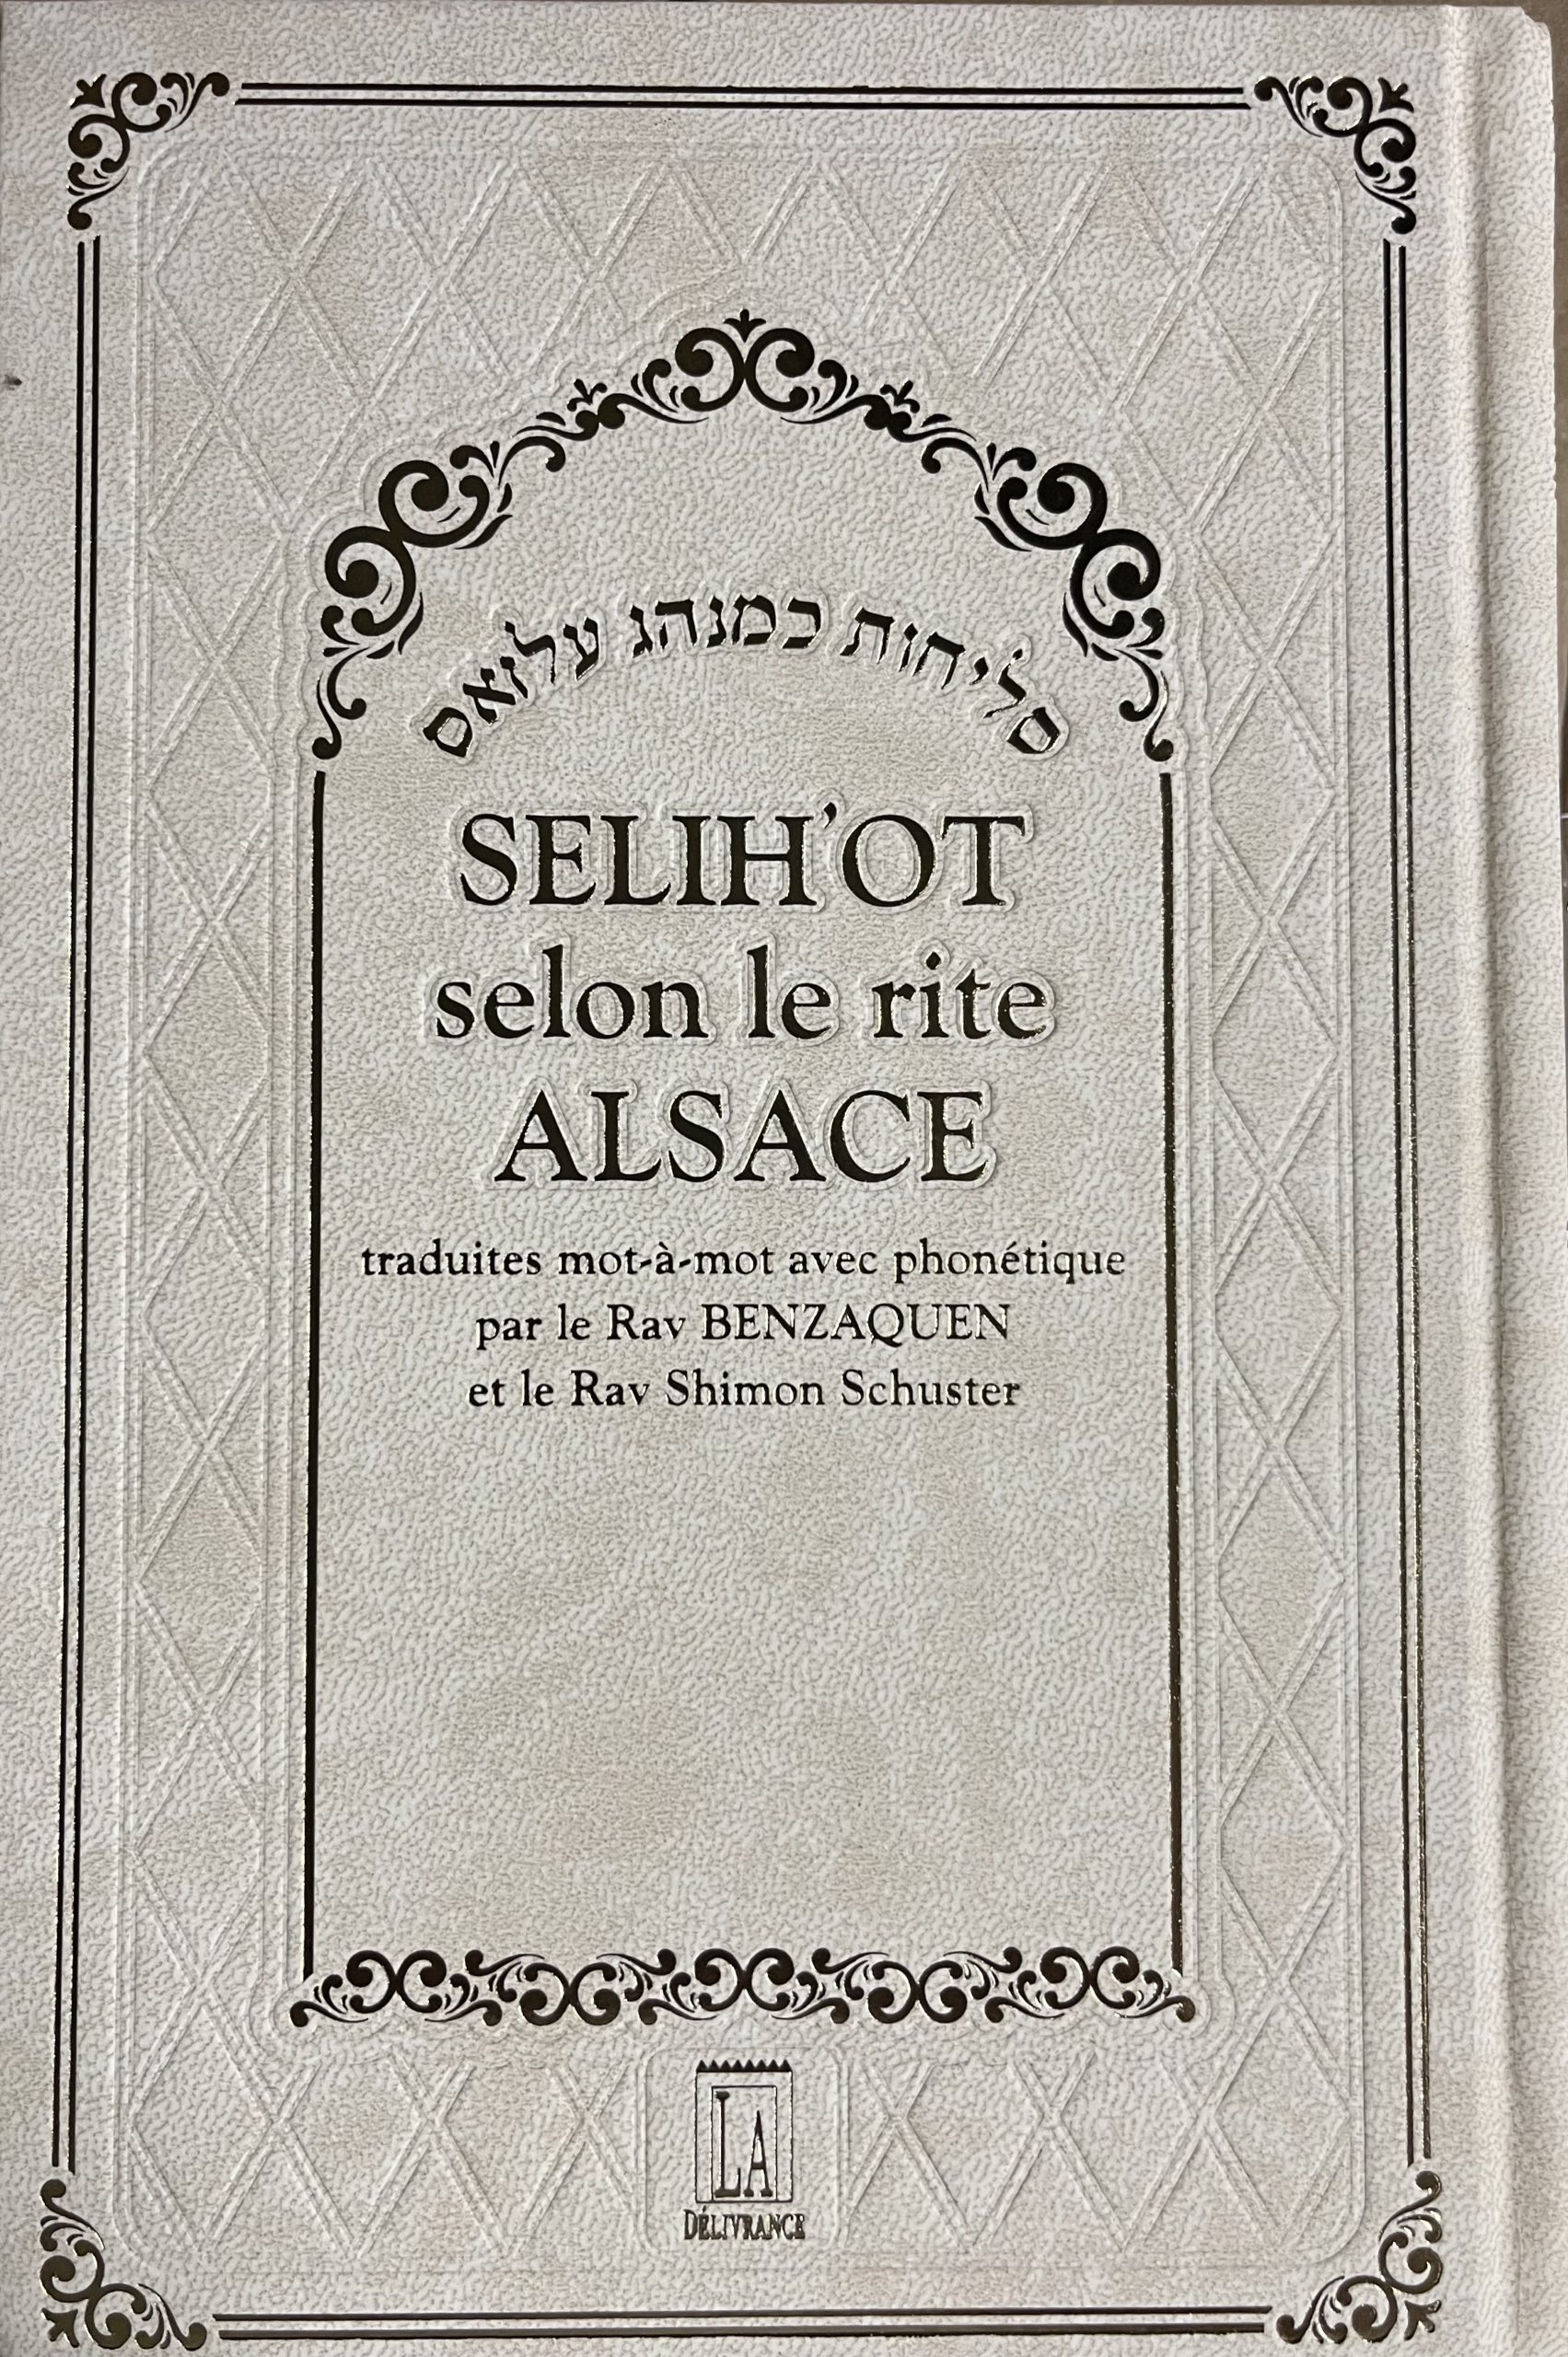 סליחות כמנהג עלזאס
SELIH'OT
selon le rite
ALSACE
traduites mot-à-mot avec phonétique
par le Rav BENZAQUEN
et le Rav Shimon Schuster
LA
DÉLIVRANCE